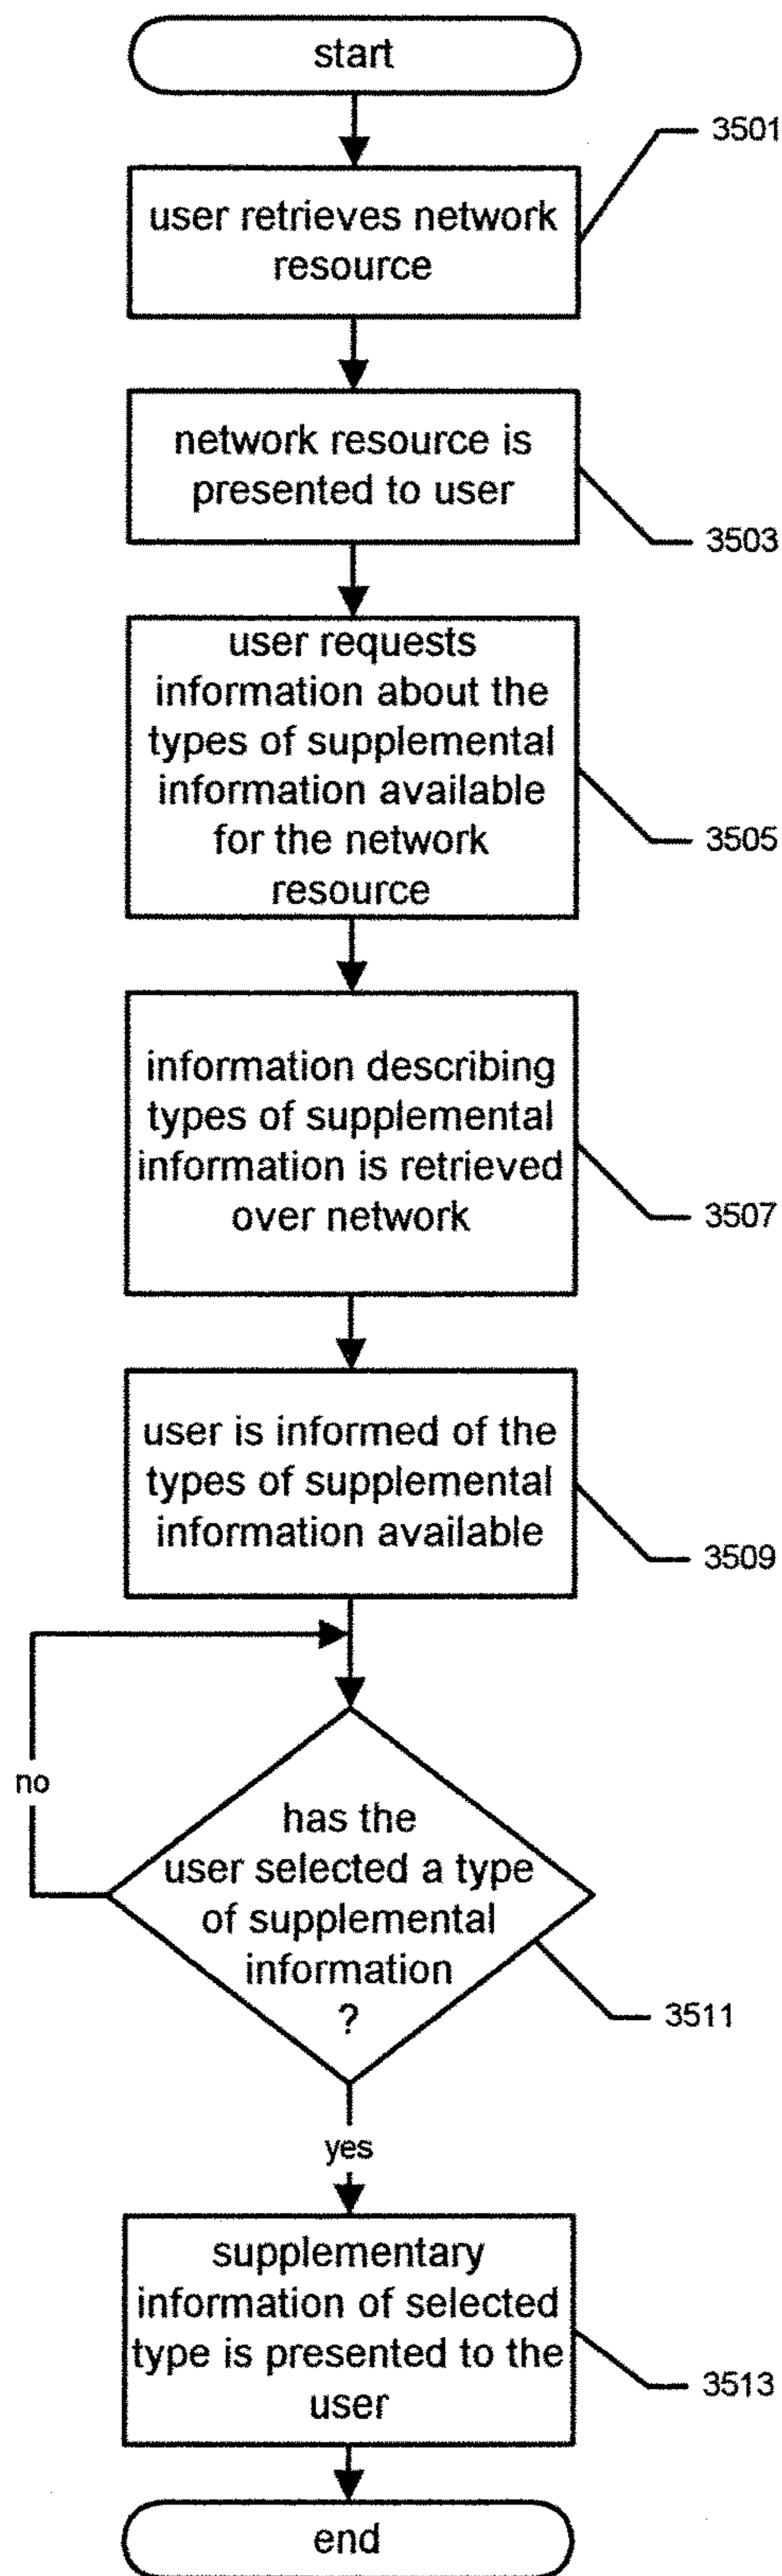 start
3501
user retrieves network
resource
network resource is
presented to user
3503
user requests
information about the
types of supplemental
information available
for the network
resource
3505
information describing
types of supplemental
information is retrieved
over network
3507
user is informed of the
types of supplemental
information available
3509
no
has the
user selected a type
of supplemental
information
?
3511
yes
supplementary
information of selected
type is presented to the
user
3513
end